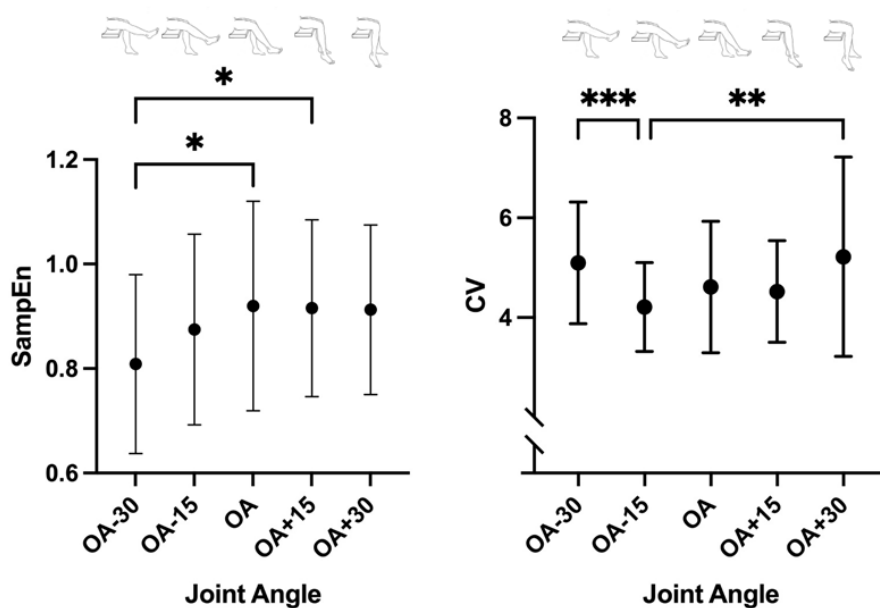 *
*
1.2
1.0
0.8
0.6
SampEn
OA-30
OA-15
OA
OA+15
OA+30
Joint Angle
***
**
8
6
4
CV
OA-30
OA-15
OA
OA+15
OA+30
Joint Angle